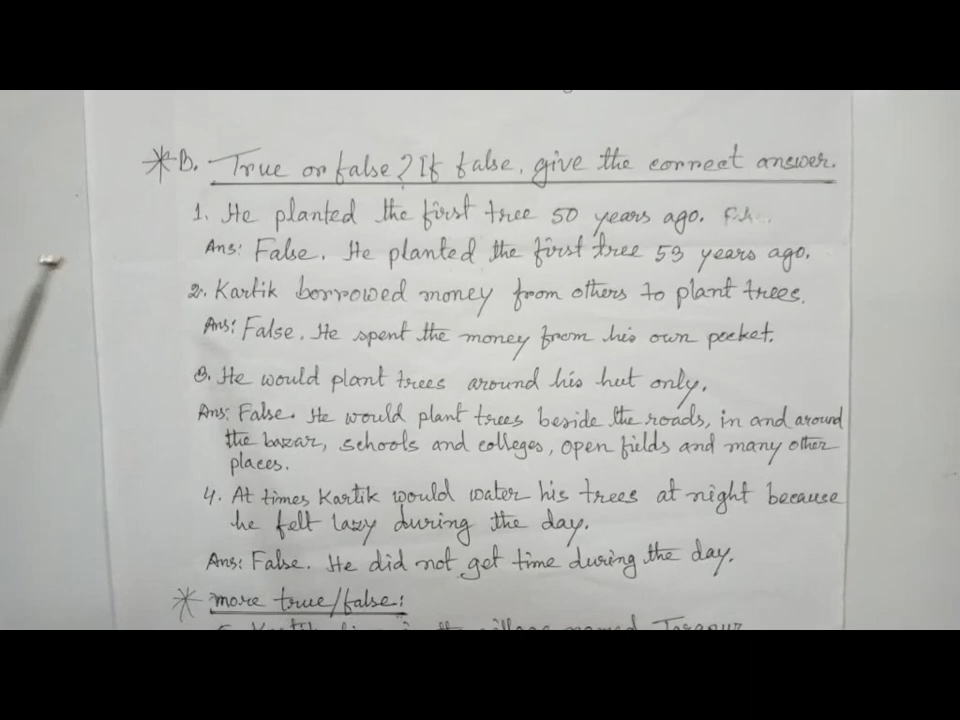 *B. True or false? If false, give the correct answer.
1. He planted the first tree 50 years ago.
Ans: False. He planted the first tree 53 years ago.
2. Kartik borrowed money from others to plant trees.
Ans: False. He spent the money from his own pocket.
3. He would plant trees around his hut only.
Ans: False. He would plant trees beside the roads, in and around
the bazar, schools and colleges, open fields and many other
places.
4. At times Kartik would water his trees at night because
he felt lazy during the day.
Ans: False. He did not get time during the day.
* more true/false: